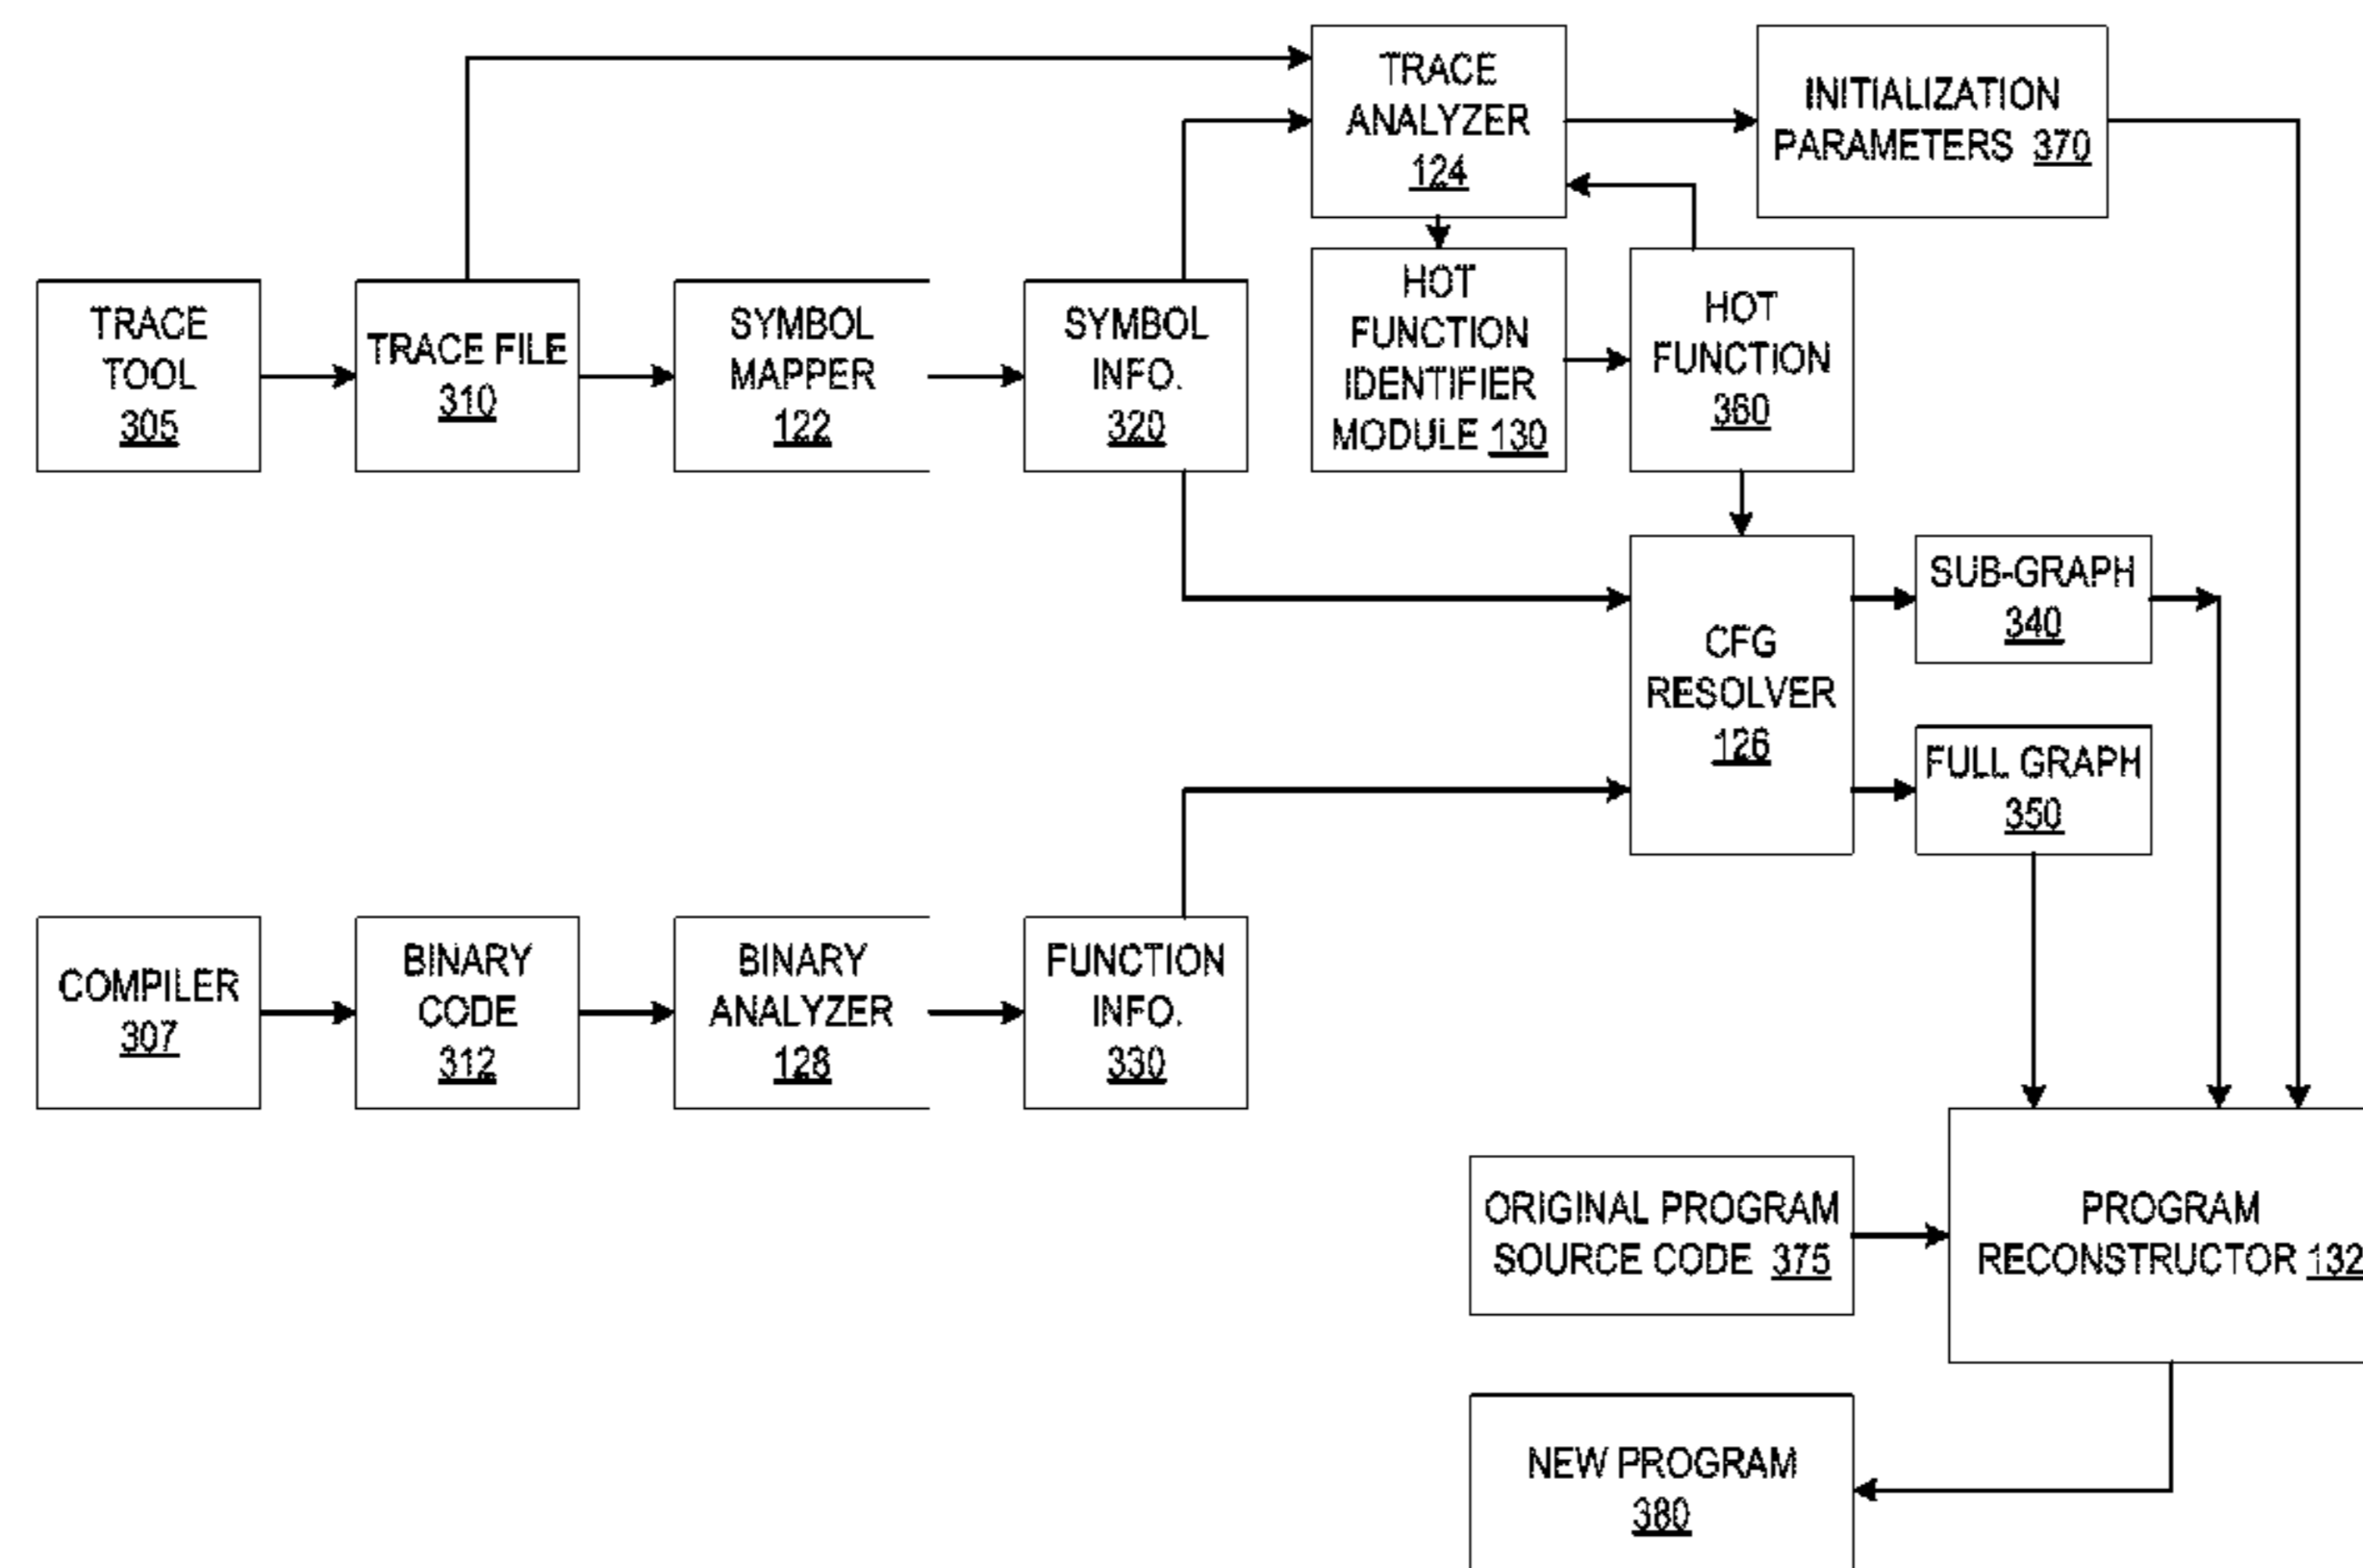 TRACE
ANALYZER
124
INITIALIZATION
PARAMETERS 370
TRACE
TOOL
305
TRACE FILE
310
SYMBOL
MAPPER
122
SYMBOL
INFO.
320
HOT
FUNCTION
IDENTIFIER
MODULE 130
HOT
FUNCTION
360
CFG
RESOLVER
126
SUB-GRAPH
340
FULL GRAPH
350
COMPILER
307
BINARY
CODE
312
BINARY
ANALYZER
128
FUNCTION
INFO.
330
ORIGINAL PROGRAM
SOURCE CODE 375
PROGRAM
RECONSTRUCTOR 132
NEW PROGRAM
380